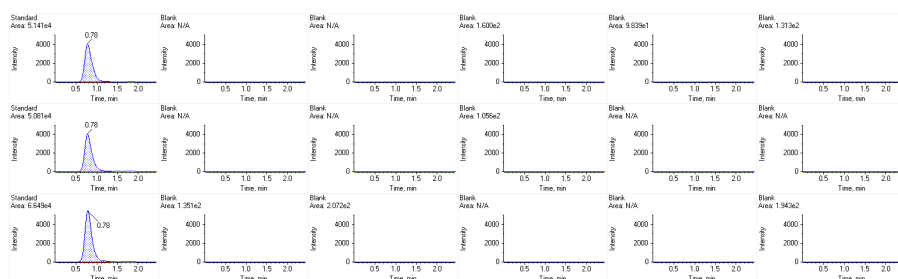 Standard
Area: 5.141e4
0.78
4000
2000
0
Intensity
0.5 1.0 1.5 2.0
Time, min
Blank
Area: N/A
4000
2000
0
Intensity
0.5 1.0 1.5 2.0
Time, min
Blank
Area: N/A
4000
2000
0
Intensity
0.5 1.0 1.5 2.0
Time, min
Blank
Area: 1.600e2
4000
2000
0
Intensity
0.5 1.0 1.5 2.0
Time, min
Blank
Area: 9.839e1
4000
2000
0
Intensity
0.5 1.0 1.5 2.0
Time, min
Blank
Area: 1.313e2
4000
2000
0
Intensity
0.5 1.0 1.5 2.0
Time, min
Standard
Area: 5.081e4
0.78
4000
2000
0
Intensity
0.5 1.0 1.5 2.0
Time, min
Blank
Area: N/A
4000
2000
0
Intensity
0.5 1.0 1.5 2.0
Time, min
Blank
Area: N/A
4000
2000
0
Intensity
0.5 1.0 1.5 2.0
Time, min
Blank
Area: 1.056e2
4000
2000
0
Intensity
0.5 1.0 1.5 2.0
Time, min
Blank
Area: N/A
4000
2000
0
Intensity
0.5 1.0 1.5 2.0
Time, min
Blank
Area: N/A
4000
2000
0
Intensity
0.5 1.0 1.5 2.0
Time, min
Standard
Area: 6.649e4
0.78
4000
2000
0
Intensity
0.5 1.0 1.5 2.0
Time, min
Blank
Area: 1.351e2
4000
2000
0
Intensity
0.5 1.0 1.5 2.0
Time, min
Blank
Area: 2.072e2
4000
2000
0
Intensity
0.5 1.0 1.5 2.0
Time, min
Blank
Area: N/A
4000
2000
0
Intensity
0.5 1.0 1.5 2.0
Time, min
Blank
Area: N/A
4000
2000
0
Intensity
0.5 1.0 1.5 2.0
Time, min
Blank
Area: 1.943e2
4000
2000
0
Intensity
0.5 1.0 1.5 2.0
Time, min